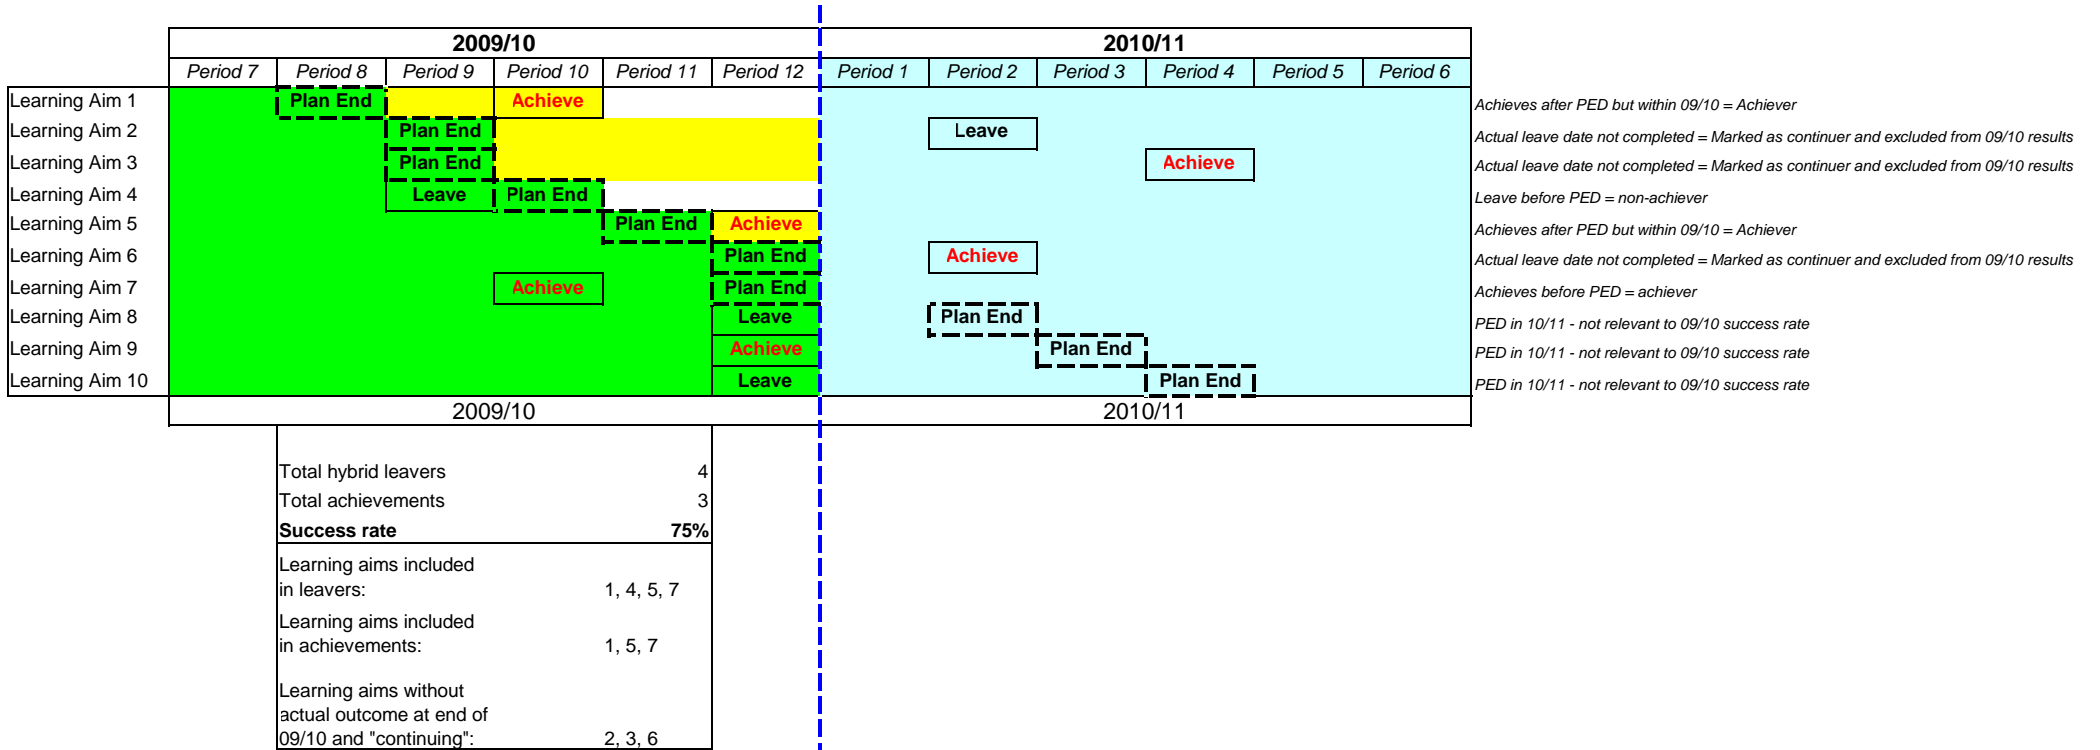 2009/10 2010/11
Period 7 Period 8 Period 9 Period 10 Period 11 Period 12 Period 1 Period 2 Period 3 Period 4 Period 5 Period 6
Learning Aim 1 Plan End Achieve Achieves after PED but within 09/10 = Achiever
Learning Aim 2 Plan End Leave Actual leave date not completed = Marked as continuer and excluded from 09/10 results
Learning Aim 3 Plan End Achieve Actual leave date not completed = Marked as continuer and excluded from 09/10 results
Learning Aim 4 Leave Plan End Leave before PED = non-achiever
Learning Aim 5 Plan End Achieve Achieves after PED but within 09/10 = Achiever
Learning Aim 6 Plan End Achieve Actual leave date not completed = Marked as continuer and excluded from 09/10 results
Learning Aim 7 Achieve Plan End Achieves before PED = achiever
Learning Aim 8 Leave Plan End PED in 10/11 - not relevant to 09/10 success rate
Learning Aim 9 Achieve Plan End PED in 10/11 - not relevant to 09/10 success rate
Learning Aim 10 Leave Plan End PED in 10/11 - not relevant to 09/10 success rate
2009/10 2010/11
Total hybrid leavers 4
Total achievements 3
Success rate 75%
Learning aims included
in leavers: 1, 4, 5, 7
Learning aims included
in achievements: 1, 5, 7
Learning aims without
actual outcome at end of
09/10 and "continuing": 2, 3, 6